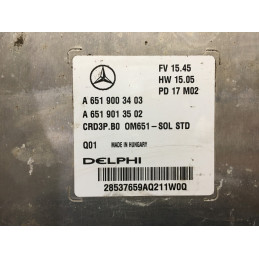 FV 15.45
HW 15.05
PD 17 M02
A 651 900 34 03
A 651 901 35 02
CRD3P.B0 OM651-SOL STD
Q01 MADE IN HUNGARY
DELPHI
28537659AQ211W0Q